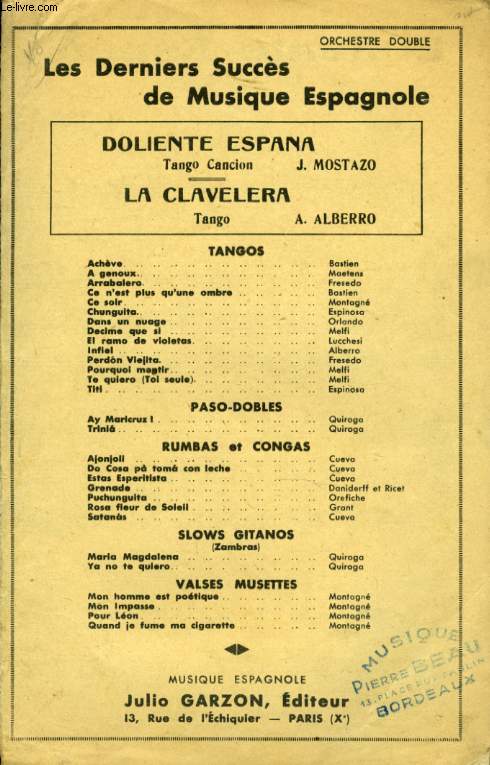 Le-Livre.com
ORCHESTRE DOUBLE
Les Derniers Succès
de Musique Espagnole
DOLIENTE ESPANA
Tango Cancion J. MOSTAZO
LA CLAVELERA
Tango A. ALBERRO
TANGOS
Achève Bastien
A genoux Maetens
Arrabalero Fresedo
Ce n'est plus qu'une ombre Bastien
Ce soir Montagné
Chunguita Espinosa
Dans un nuage Orlando
Decime que si Melfi
El ramo de violetas Lucchesi
Infiel Alberro
Perdón Viejita Fresedo
Pourquoi mentir Melfi
Te quiero (Toi seule) Melfi
Titi Espinosa
PASO-DOBLES
Ay Maricruz ! Quiroga
Triniá Quiroga
RUMBAS et CONGAS
Ajonjoli Cueva
Do Cosa pà tomá con leche Cueva
Estas Esperitista Cueva
Grenade Daniderff et Ricet
Puchunguita Orefiche
Rosa fleur de Soleil Grant
Satanàs Cueva
SLOWS GITANOS
(Zambras)
Maria Magdalena Quiroga
Ya no te quiero Quiroga
VALSES MUSETTES
Mon homme est poétique Montagné
Mon Impasse Montagné
Pour Léon Montagné
Quand je fume ma cigarette Montagné
MUSIQUE ESPAGNOLE
Julio GARZON, Éditeur
13, Rue de l'Échiquier — PARIS (Xᵉ)
MUSIQUE
PIERRE BEAU
13, PLACE
BORDEAUX